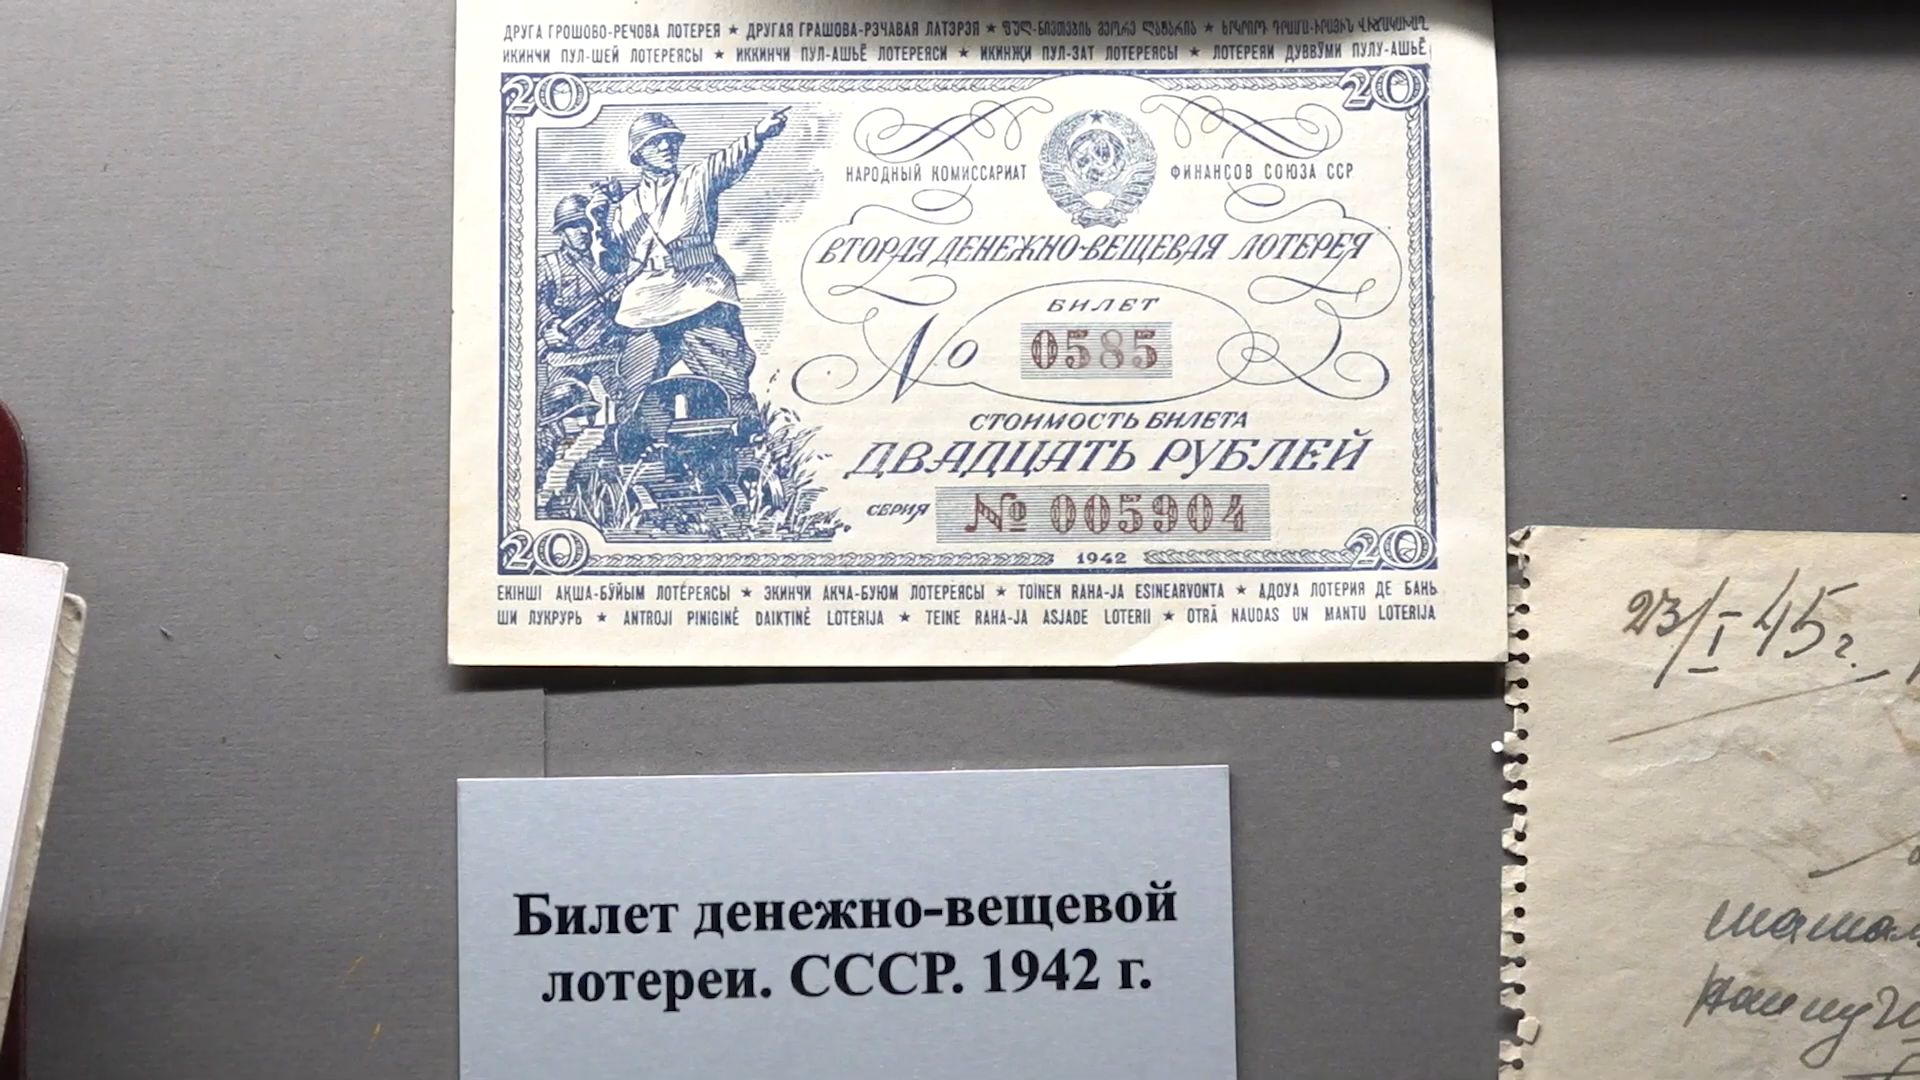 ДРУГА ГРОШОВО-РЕЧОВА ЛОТЕРЕЯ ★ ДРУГАЯ ГРАШОВА-РЭЧАВАЯ ЛАТЭРЭЯ ★
ИКИНЧИ ПУЛ-ШЕЙ ЛОТЕРЕЯСЫ ★ ИККИНЧИ ПУЛ-АШЬЁ ЛОТЕРЕЯСИ ★ ИКИНҖИ ПУЛ-ЗАТ ЛОТЕРЕЯСЫ ★ ЛОТЕРЕЯИ ДУВВӮМИ ПУЛУ-АШЬЁ
20 20
НАРОДНЫЙ КОМИССАРИАТ ФИНАНСОВ СОЮЗА ССР
ВТОРАЯ ДЕНЕЖНО-ВЕЩЕВАЯ ЛОТЕРЕЯ
БИЛЕТ
№ 0585
СТОИМОСТЬ БИЛЕТА
ДВАДЦАТЬ РУБЛЕЙ
СЕРИЯ № 005904
20 1942 20
ЕКІНШІ АҚША-БҰЙЫМ ЛОТЕРЕЯСЫ ★ ЭКИНЧИ АКЧА-БУЮМ ЛОТЕРЕЯСЫ ★ TOINEN RAHA-JA ESINEARVONTA ★ АДОУА ЛОТЕРИЯ ДЕ БАНЬ
ШИ ЛУКРУРЬ ★ ANTROJI PINIGINĖ DAIKTINĖ LOTERIJA ★ TEINE RAHA-JA ASJADE LOTERII ★ OTRĀ NAUDAS UN MANTU LOTERIJA
Билет денежно-вещевой
лотереи. СССР. 1942 г.
23/I 45 г.